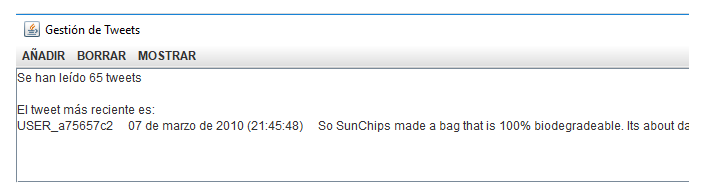 Gestión de Tweets
AÑADIR BORRAR MOSTRAR
Se han leído 65 tweets
El tweet más reciente es:
USER_a75657c2 07 de marzo de 2010 (21:45:48) So SunChips made a bag that is 100% biodegradeable. Its about da